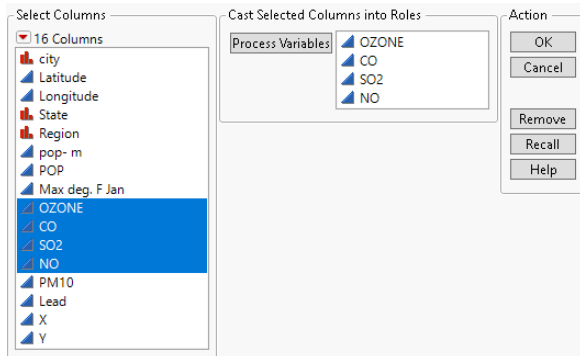 Select Columns
16 Columns
city
Latitude
Longitude
State
Region
pop- m
POP
Max deg. F Jan
OZONE
CO
SO2
NO
PM10
Lead
X
Y
Cast Selected Columns into Roles
Process Variables
OZONE
CO
SO2
NO
Action
OK
Cancel
Remove
Recall
Help